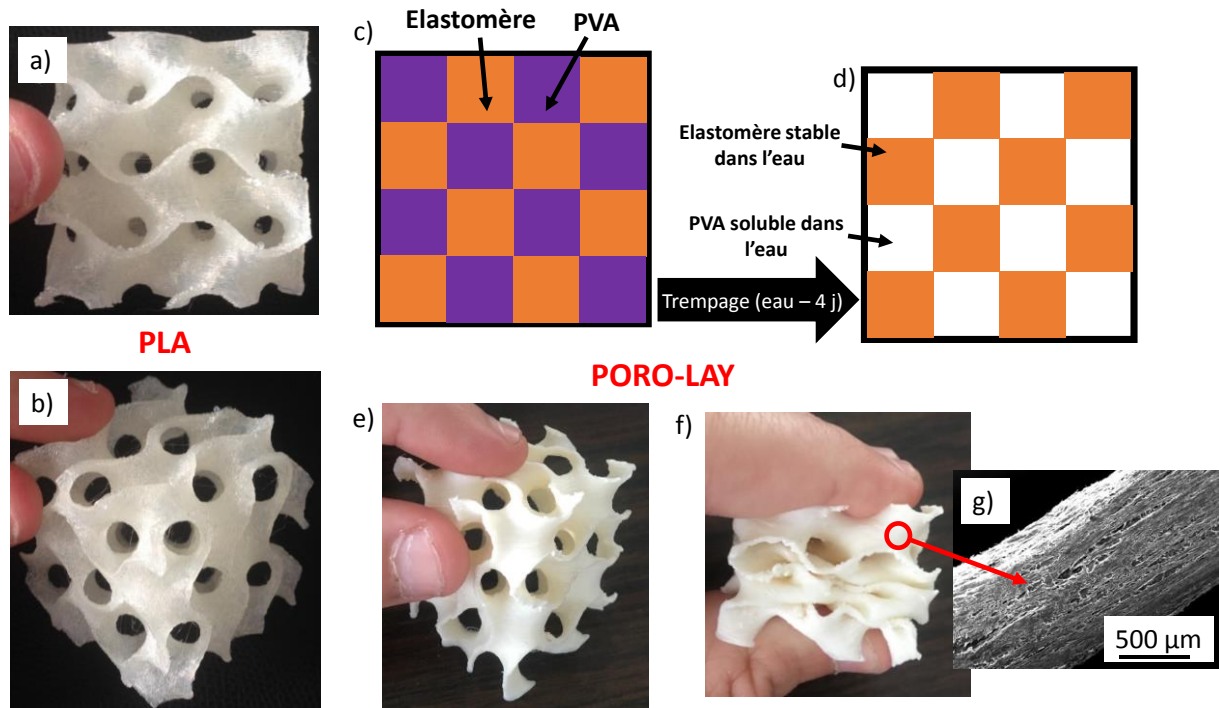 a)
c)
Elastomère
PVA
d)
Elastomère stable
dans l'eau
PVA soluble dans
l'eau
Trempage (eau – 4 j)
PLA
PORO-LAY
b)
e)
f)
g)
500 µm